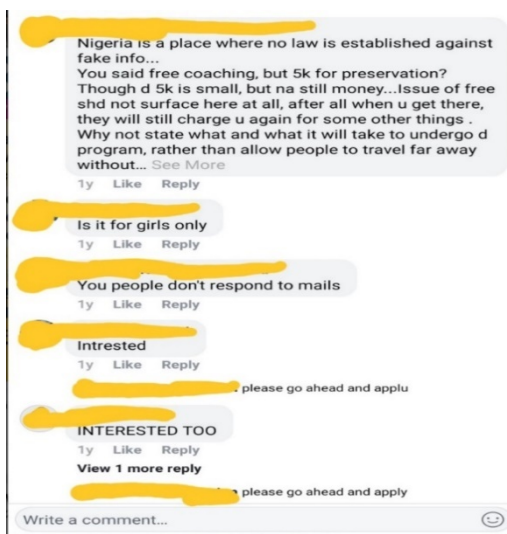 Nigeria is a place where no law is established against
fake info...
You said free coaching, but 5k for preservation?
Though d 5k is small, but na still money...Issue of free
shd not surface here at all, after all when u get there,
they will still charge u again for some other things .
Why not state what and what it will take to undergo d
program, rather than allow people to travel far away
without... See More
1y Like Reply
Is it for girls only
1y Like Reply
You people don't respond to mails
1y Like Reply
Intrested
1y Like Reply
please go ahead and applu
INTERESTED TOO
1y Like Reply
View 1 more reply
please go ahead and apply
Write a comment...